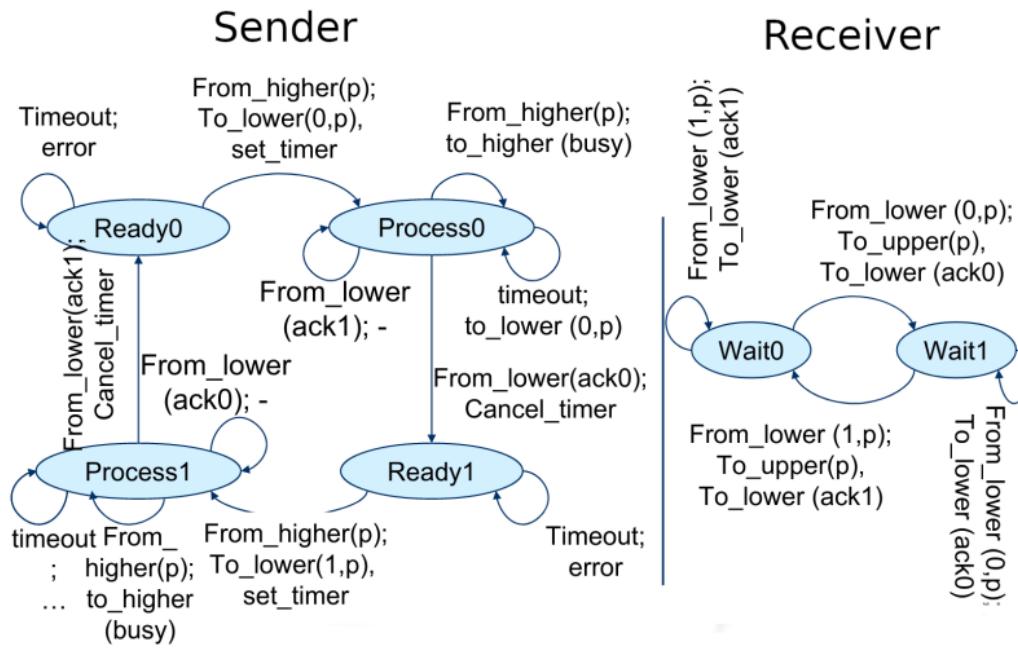 Sender
Receiver
Timeout;
error
From_higher(p);
To_lower(0,p),
set_timer
From_higher(p);
to_higher (busy)
Ready0
Process0
From_lower
(ack1); -
timeout;
to_lower (0,p)
From_lower(ack1); -
Cancel_timer
From_lower
(ack0); -
From_lower(ack0);
Cancel_timer
Process1
Ready1
timeout
;
…
From_
higher(p);
to_higher
(busy)
From_higher(p);
To_lower(1,p),
set_timer
Timeout;
error
From_lower (1,p);
To_lower (ack1)
From_lower (0,p);
To_upper(p),
To_lower (ack0)
Wait0
Wait1
From_lower (1,p);
To_upper(p),
To_lower (ack1)
From_lower (0,p);
To_lower (ack0)